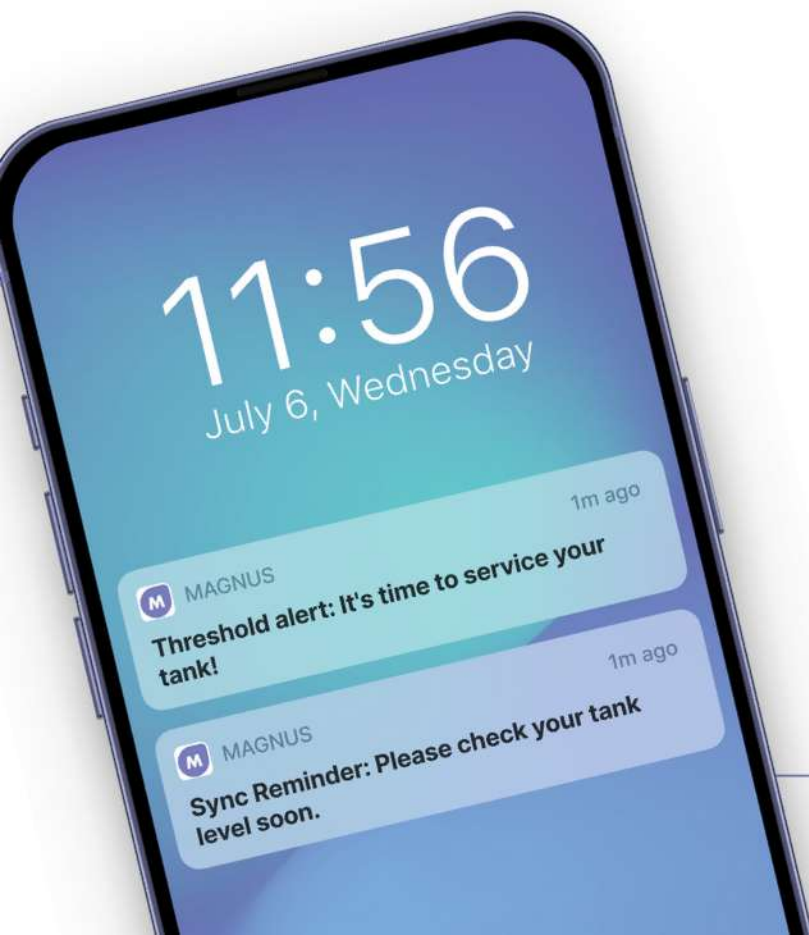 11:56
July 6, Wednesday
M MAGNUS 1m ago
Threshold alert: It's time to service your
tank!
M MAGNUS 1m ago
Sync Reminder: Please check your tank
level soon.